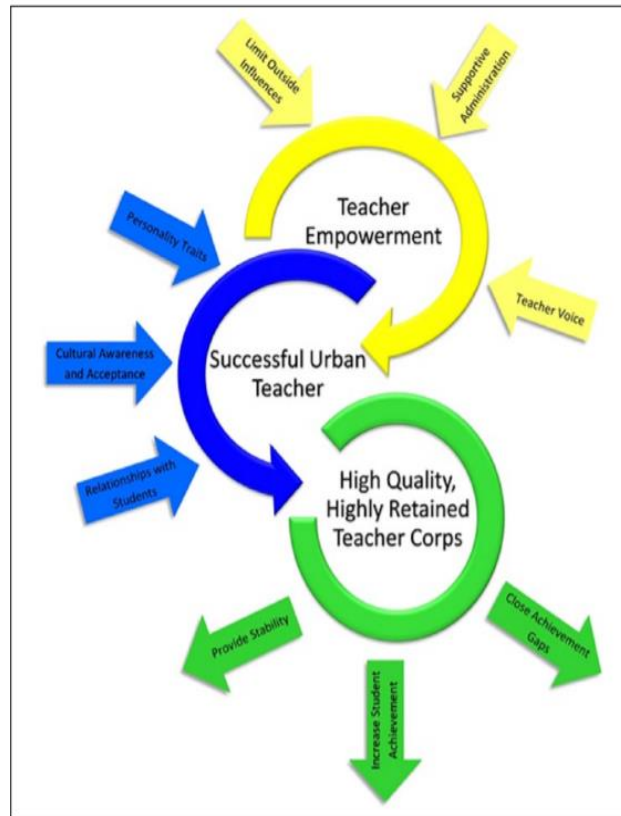 Limit Outside
Influences
Supportive
Administration
Teacher
Empowerment
Personality Traits
Teacher Voice
Cultural Awareness
and Acceptance
Successful Urban
Teacher
Relationships with
Students
High Quality,
Highly Retained
Teacher Corps
Provide Stability
Increase Student
Achievement
Close Achievement
Gaps